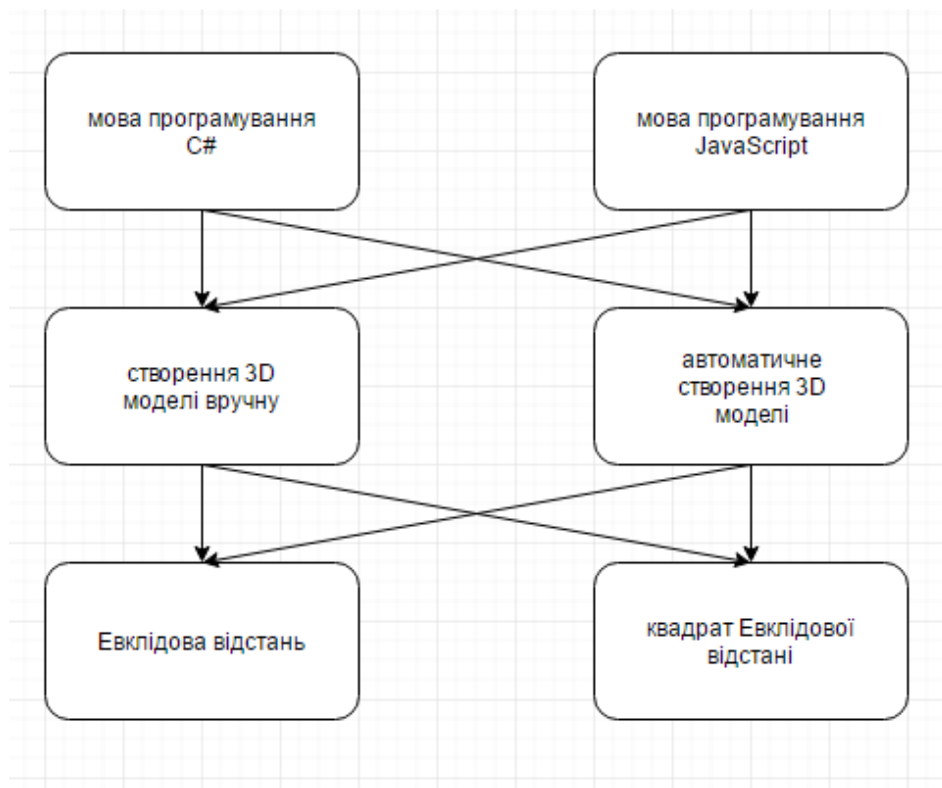 мова програмування
C#
мова програмування
JavaScript
створення 3D
моделі вручну
автоматичне
створення 3D
моделі
Евклідова відстань
квадрат Евклідової
відстані